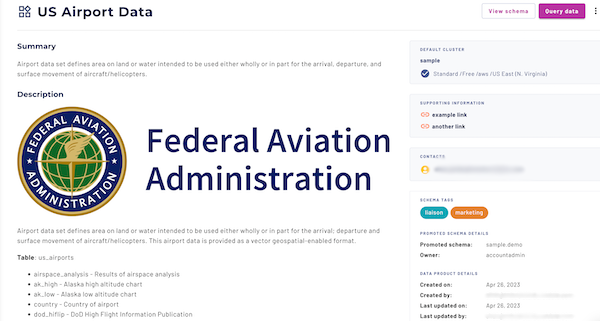 US Airport Data
View schema
Query data
Summary
Airport data set defines area on land or water intended to be used either wholly or in part for the arrival, departure, and
surface movement of aircraft/helicopters.
Description
FEDERAL AVIATION
ADMINISTRATION
Federal Aviation
Administration
Airport data set defines area on land or water intended to be used either wholly or in part for the arrival, departure, and
surface movement of aircraft/helicopters. This airport data is provided as a vector geospatial-enabled format.
Table: us_airports
• airspace_analysis - Results of airspace analysis
• ak_high - Alaska high altitude chart
• ak_low - Alaska low altitude chart
• country - Country of airport
• dod_hiflip - DoD High Flight Information Publication
DEFAULT CLUSTER
sample
Standard /Free /aws /US East (N. Virginia)
SUPPORTING INFORMATION
example link
another link
CONTACTS
SCHEMA TAGS
liaison
marketing
PROMOTED SCHEMA DETAILS
Promoted schema: sample.demo
Owner: accountadmin
DATA PRODUCT DETAILS
Created on: Apr 26, 2023
Created by:
Last updated on: Apr 26, 2023
Last updated by: